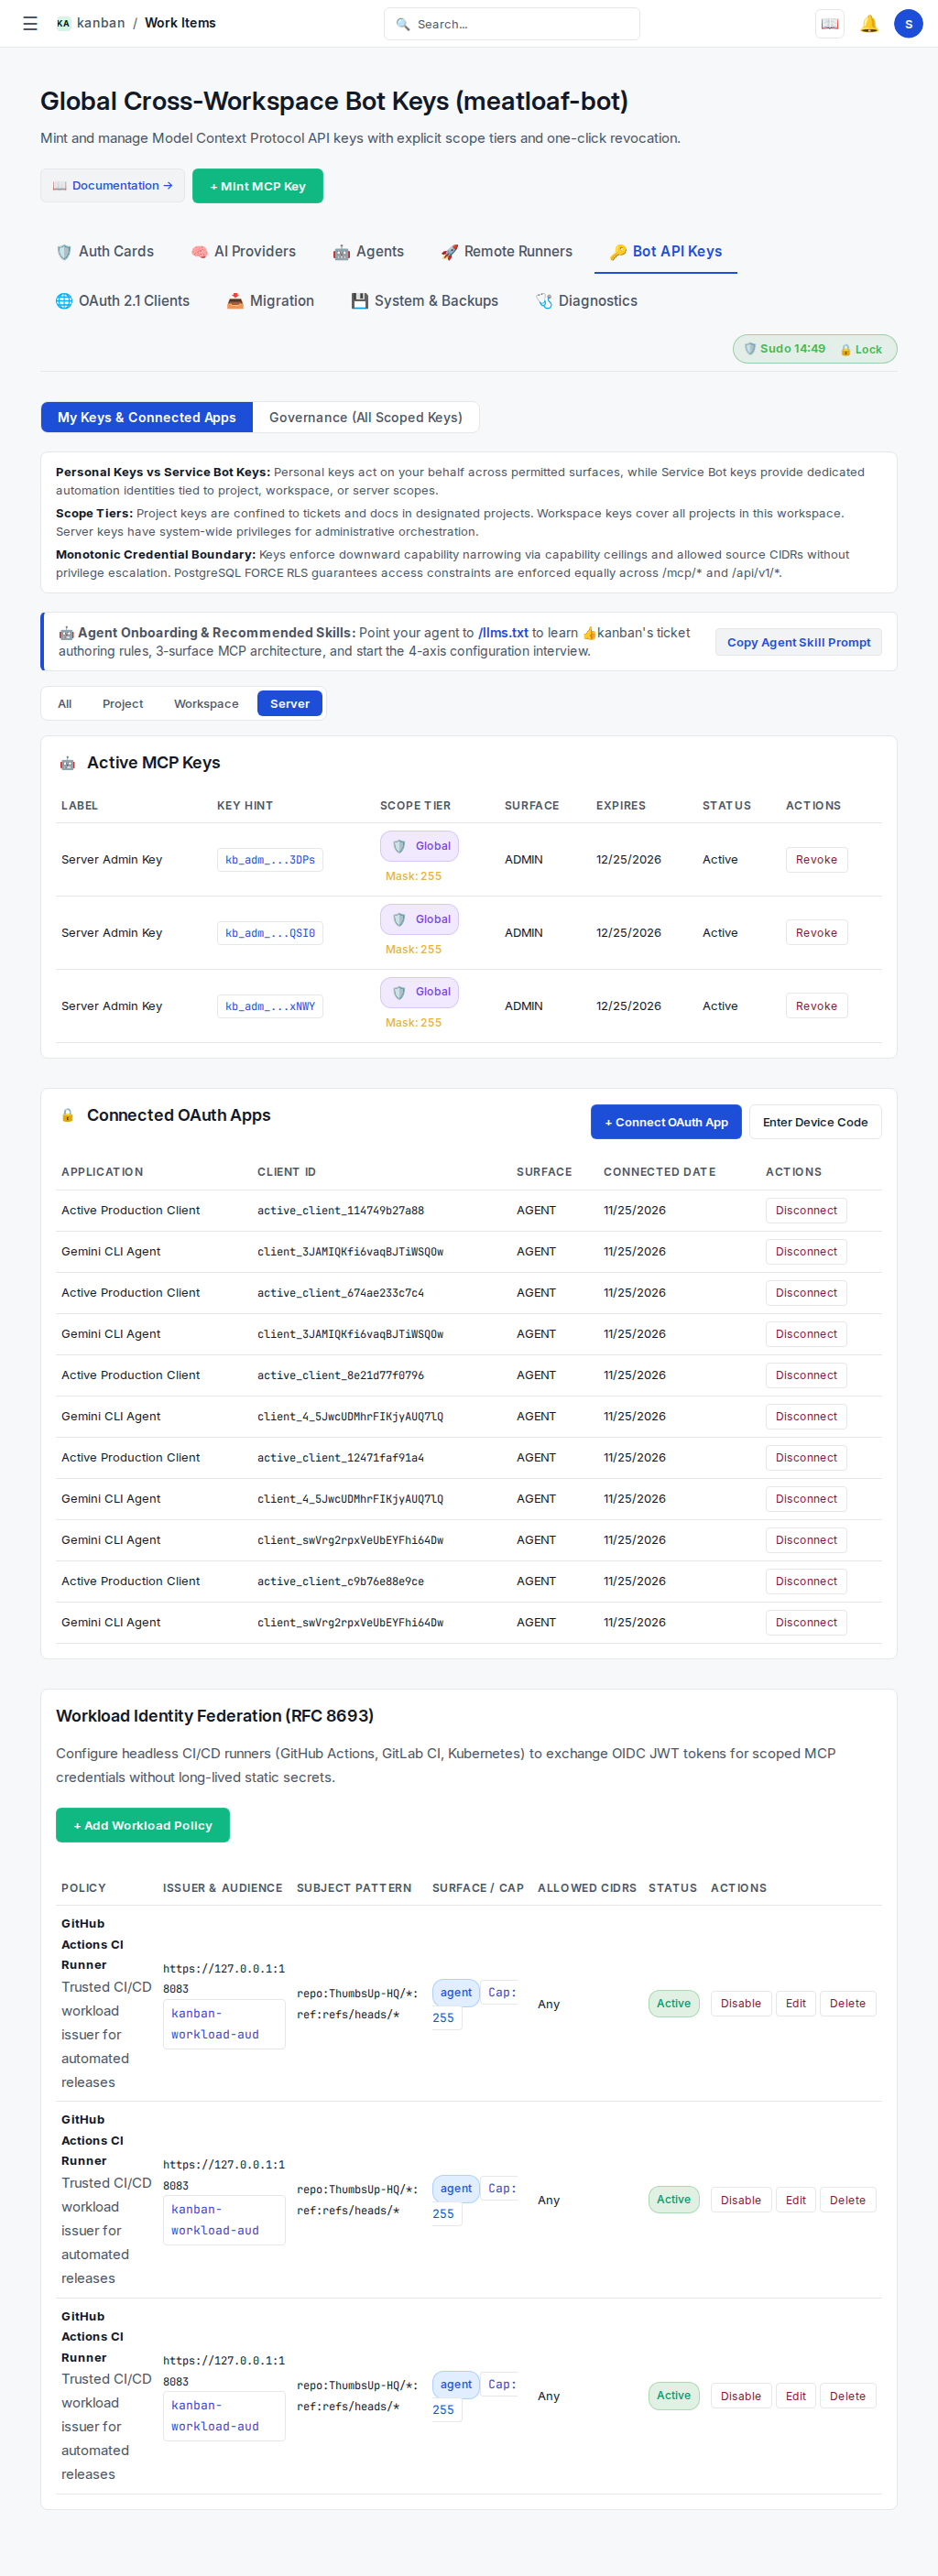 ☰ KA kanban / Work Items 🔍 Search... 📖 🔔 S
Global Cross-Workspace Bot Keys (meatloaf-bot)
Mint and manage Model Context Protocol API keys with explicit scope tiers and one-click revocation.
📖 Documentation → + Mint MCP Key
🛡️ Auth Cards 🧠 AI Providers 🤖 Agents 🚀 Remote Runners 🔑 Bot API Keys
🌐 OAuth 2.1 Clients 📥 Migration 💾 System & Backups 🩺 Diagnostics
🛡️ Sudo 14:49 🔒 Lock
My Keys & Connected Apps Governance (All Scoped Keys)
Personal Keys vs Service Bot Keys: Personal keys act on your behalf across permitted surfaces, while Service Bot keys provide dedicated
automation identities tied to project, workspace, or server scopes.
Scope Tiers: Project keys are confined to tickets and docs in designated projects. Workspace keys cover all projects in this workspace.
Server keys have system-wide privileges for administrative orchestration.
Monotonic Credential Boundary: Keys enforce downward capability narrowing via capability ceilings and allowed source CIDRs without
privilege escalation. PostgreSQL FORCE RLS guarantees access constraints are enforced equally across /mcp/* and /api/v1/*.
🤖 Agent Onboarding & Recommended Skills: Point your agent to /llms.txt to learn 👍kanban's ticket
authoring rules, 3-surface MCP architecture, and start the 4-axis configuration interview.
Copy Agent Skill Prompt
All Project Workspace Server
🤖 Active MCP Keys
LABEL KEY HINT SCOPE TIER SURFACE EXPIRES STATUS ACTIONS
Server Admin Key kb_adm_...3DPs 🛡️ Global ADMIN 12/25/2026 Active Revoke
Mask: 255
Server Admin Key kb_adm_...QSI0 🛡️ Global ADMIN 12/25/2026 Active Revoke
Mask: 255
Server Admin Key kb_adm_...xNWY 🛡️ Global ADMIN 12/25/2026 Active Revoke
Mask: 255
🔒 Connected OAuth Apps + Connect OAuth App Enter Device Code
APPLICATION CLIENT ID SURFACE CONNECTED DATE ACTIONS
Active Production Client active_client_114749b27a88 AGENT 11/25/2026 Disconnect
Gemini CLI Agent client_3JAMIQKfi6vaqBJTiWSQOw AGENT 11/25/2026 Disconnect
Active Production Client active_client_674ae233c7c4 AGENT 11/25/2026 Disconnect
Gemini CLI Agent client_3JAMIQKfi6vaqBJTiWSQOw AGENT 11/25/2026 Disconnect
Active Production Client active_client_8e21d77f0796 AGENT 11/25/2026 Disconnect
Gemini CLI Agent client_4_5JwcUDMhrFIKjyAUQ7lQ AGENT 11/25/2026 Disconnect
Active Production Client active_client_12471faf91a4 AGENT 11/25/2026 Disconnect
Gemini CLI Agent client_4_5JwcUDMhrFIKjyAUQ7lQ AGENT 11/25/2026 Disconnect
Gemini CLI Agent client_swVrg2rpxVeUbEYFhi64Dw AGENT 11/25/2026 Disconnect
Active Production Client active_client_c9b76e88e9ce AGENT 11/25/2026 Disconnect
Gemini CLI Agent client_swVrg2rpxVeUbEYFhi64Dw AGENT 11/25/2026 Disconnect
Workload Identity Federation (RFC 8693)
Configure headless CI/CD runners (GitHub Actions, GitLab CI, Kubernetes) to exchange OIDC JWT tokens for scoped MCP
credentials without long-lived static secrets.
+ Add Workload Policy
POLICY ISSUER & AUDIENCE SUBJECT PATTERN SURFACE / CAP ALLOWED CIDRS STATUS ACTIONS
GitHub
Actions CI
Runner
Trusted CI/CD
workload
issuer for
automated
releases
https://127.0.0.1:1
8083
kanban-
workload-aud
repo:ThumbsUp-HQ/*:
ref:refs/heads/*
agent Cap:
255
Any
Active
Disable Edit Delete
GitHub
Actions CI
Runner
Trusted CI/CD
workload
issuer for
automated
releases
https://127.0.0.1:1
8083
kanban-
workload-aud
repo:ThumbsUp-HQ/*:
ref:refs/heads/*
agent Cap:
255
Any
Active
Disable Edit Delete
GitHub
Actions CI
Runner
Trusted CI/CD
workload
issuer for
automated
releases
https://127.0.0.1:1
8083
kanban-
workload-aud
repo:ThumbsUp-HQ/*:
ref:refs/heads/*
agent Cap:
255
Any
Active
Disable Edit Delete